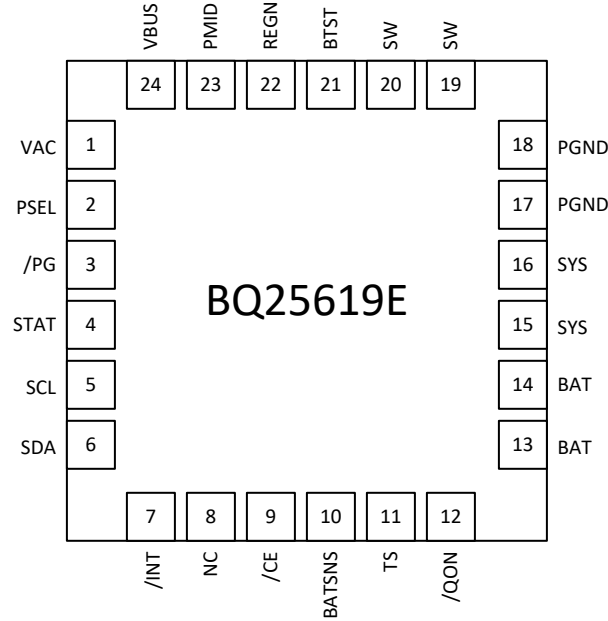 VBUS PMID REGN BTST SW SW
24 23 22 21 20 19
VAC 1 18 PGND
PSEL 2 17 PGND
/PG 3 16 SYS
STAT 4 15 SYS
SCL 5 14 BAT
SDA 6 13 BAT
BQ25619E
7 8 9 10 11 12
/INT NC /CE BATSNS TS /QON